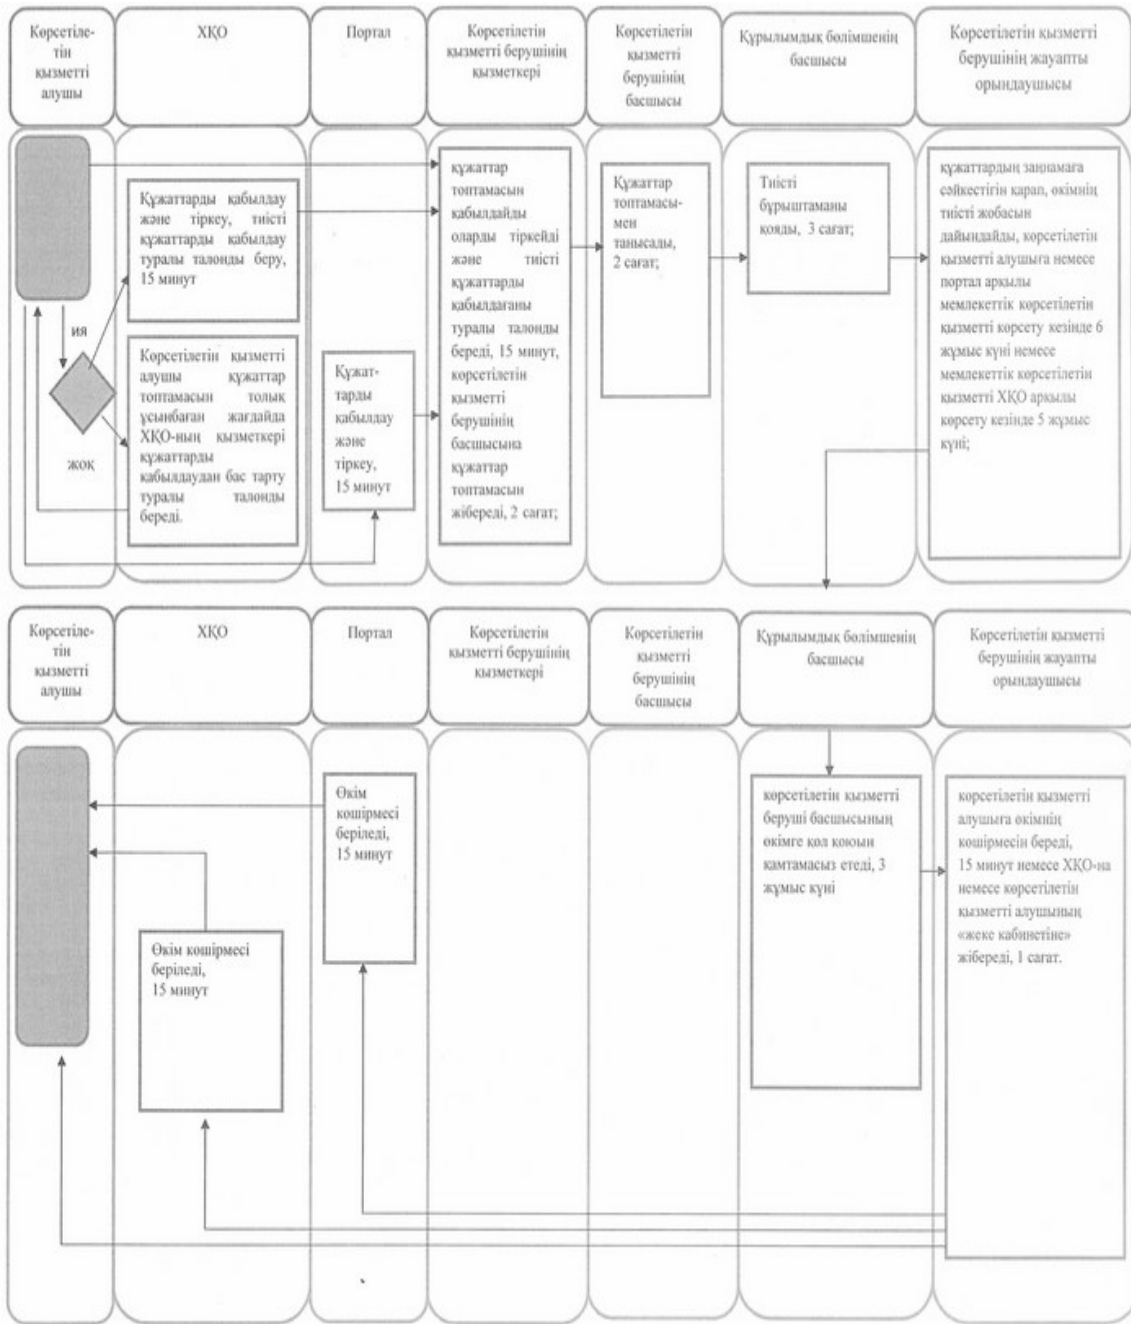 Көрсетіле-
тін
қызметті
алушы
ХҚО
Портал
Көрсетілетін
қызметті берушінің
қызметкері
Көрсетілетін
қызметті
берушінің
басшысы
Құрылымдық бөлімшенің
басшысы
Көрсетілетін қызметті
берушінің жауапты
орындаушысы
ИЯ
жоқ
Құжаттарды қабылдау
және тіркеу, тиісті
құжаттарды қабылдау
туралы талонды беру,
15 минут
Көрсетілетін қызметті
алушы құжаттар
топтамасын толық
ұсынбаған жағдайда
ХҚО-ның қызметкері
құжаттарды
қабылдаудан бас тарту
туралы талонды
береді.
Құжат-
тарды
қабылдау
және
тіркеу,
15 минут
құжаттар
топтамасын
қабылдайды
оларды тіркейді
және тиісті
құжаттарды
қабылдағаны
туралы талонды
береді, 15 минут,
көрсетілетін
қызметті
берушінің
басшысына
құжаттар
топтамасын
жібереді, 2 сағат;
Құжаттар
топтамасы-
мен
танысады,
2 сағат;
Тиісті
бұрыштаманы
қояды, 3 сағат;
құжаттардың заңнамаға
сәйкестігін қарап, өкімнің
тиісті жобасын
дайындайды, көрсетілетін
қызметті алушыға немесе
портал арқылы
мемлекеттік көрсетілетін
қызметті көрсету кезінде 6
жұмыс күні немесе
мемлекеттік көрсетілетін
қызметті ХҚО арқылы
көрсету кезінде 5 жұмыс
күні;
Көрсетіле-
тін
қызметті
алушы
ХҚО
Портал
Көрсетілетін
қызметті берушінің
қызметкері
Көрсетілетін
қызметті
берушінің
басшысы
Құрылымдық бөлімшенің
басшысы
Көрсетілетін қызметті
берушінің жауапты
орындаушысы
Өкім көшірмесі
беріледі,
15 минут
Өкім
көшірмесі
беріледі,
15 минут
көрсетілетін қызметті
беруші басшысының
өкімге қол қоюын
қамтамасыз етеді, 3
жұмыс күні
көрсетілетін қызметті
алушыға өкімнің
көшірмесін береді,
15 минут немесе ХҚО-на
немесе көрсетілетін
қызметті алушының
«жеке кабинетіне»
жібереді, 1 сағат.